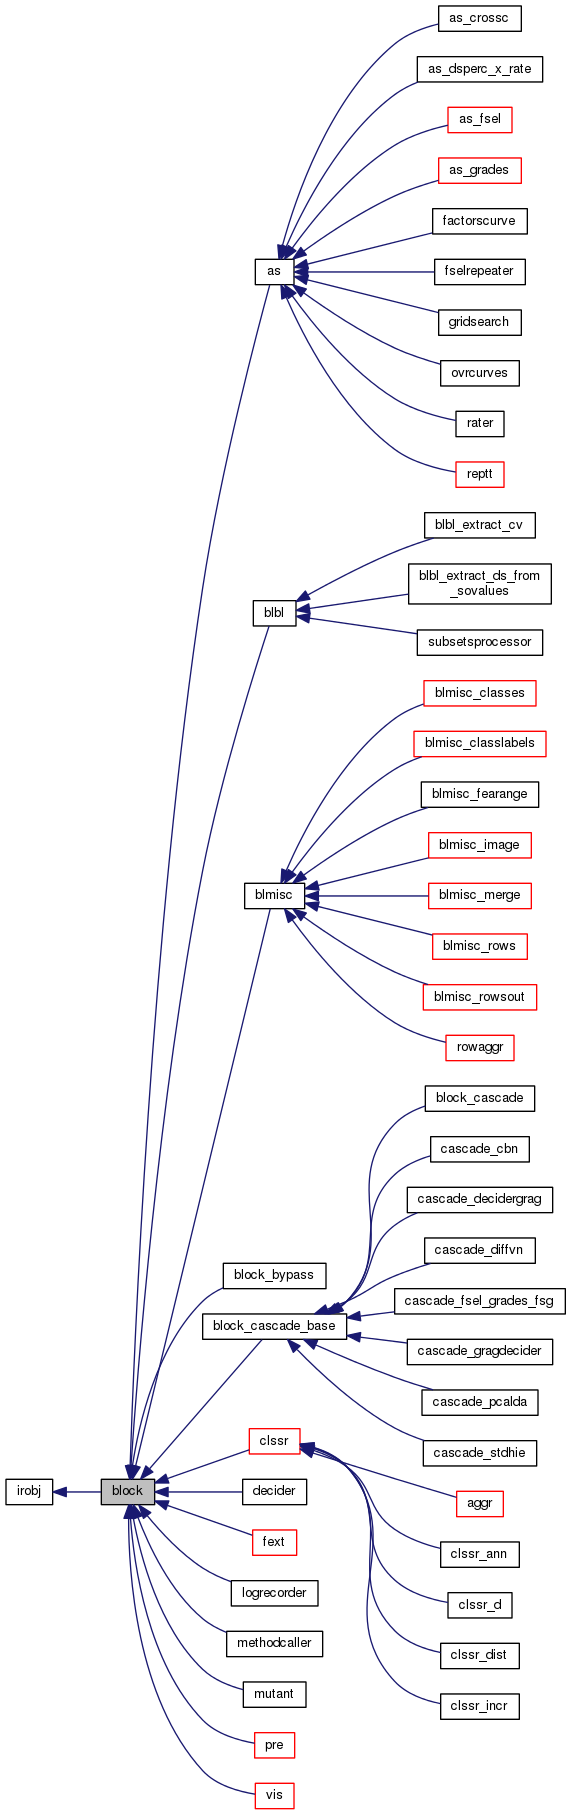 as_crossc
as_dsperc_x_rate
as_fsel
as_grades
factorscurve
as
fselrepeater
gridsearch
ovrcurves
rater
reptt
blbl_extract_cv
blbl_extract_ds_from
_sovalues
blbl
subsetsprocessor
blmisc_classes
blmisc_classlabels
blmisc_fearange
blmisc_image
blmisc
blmisc_merge
blmisc_rows
blmisc_rowsout
rowaggr
block_cascade
cascade_cbn
cascade_decidergrag
cascade_diffvn
block_bypass
cascade_fsel_grades_fsg
block_cascade_base
cascade_gragdecider
cascade_pcalda
clssr
cascade_stdhie
irobj
block
decider
aggr
fext
clssr_ann
logrecorder
clssr_d
methodcaller
clssr_dist
mutant
clssr_incr
pre
vis